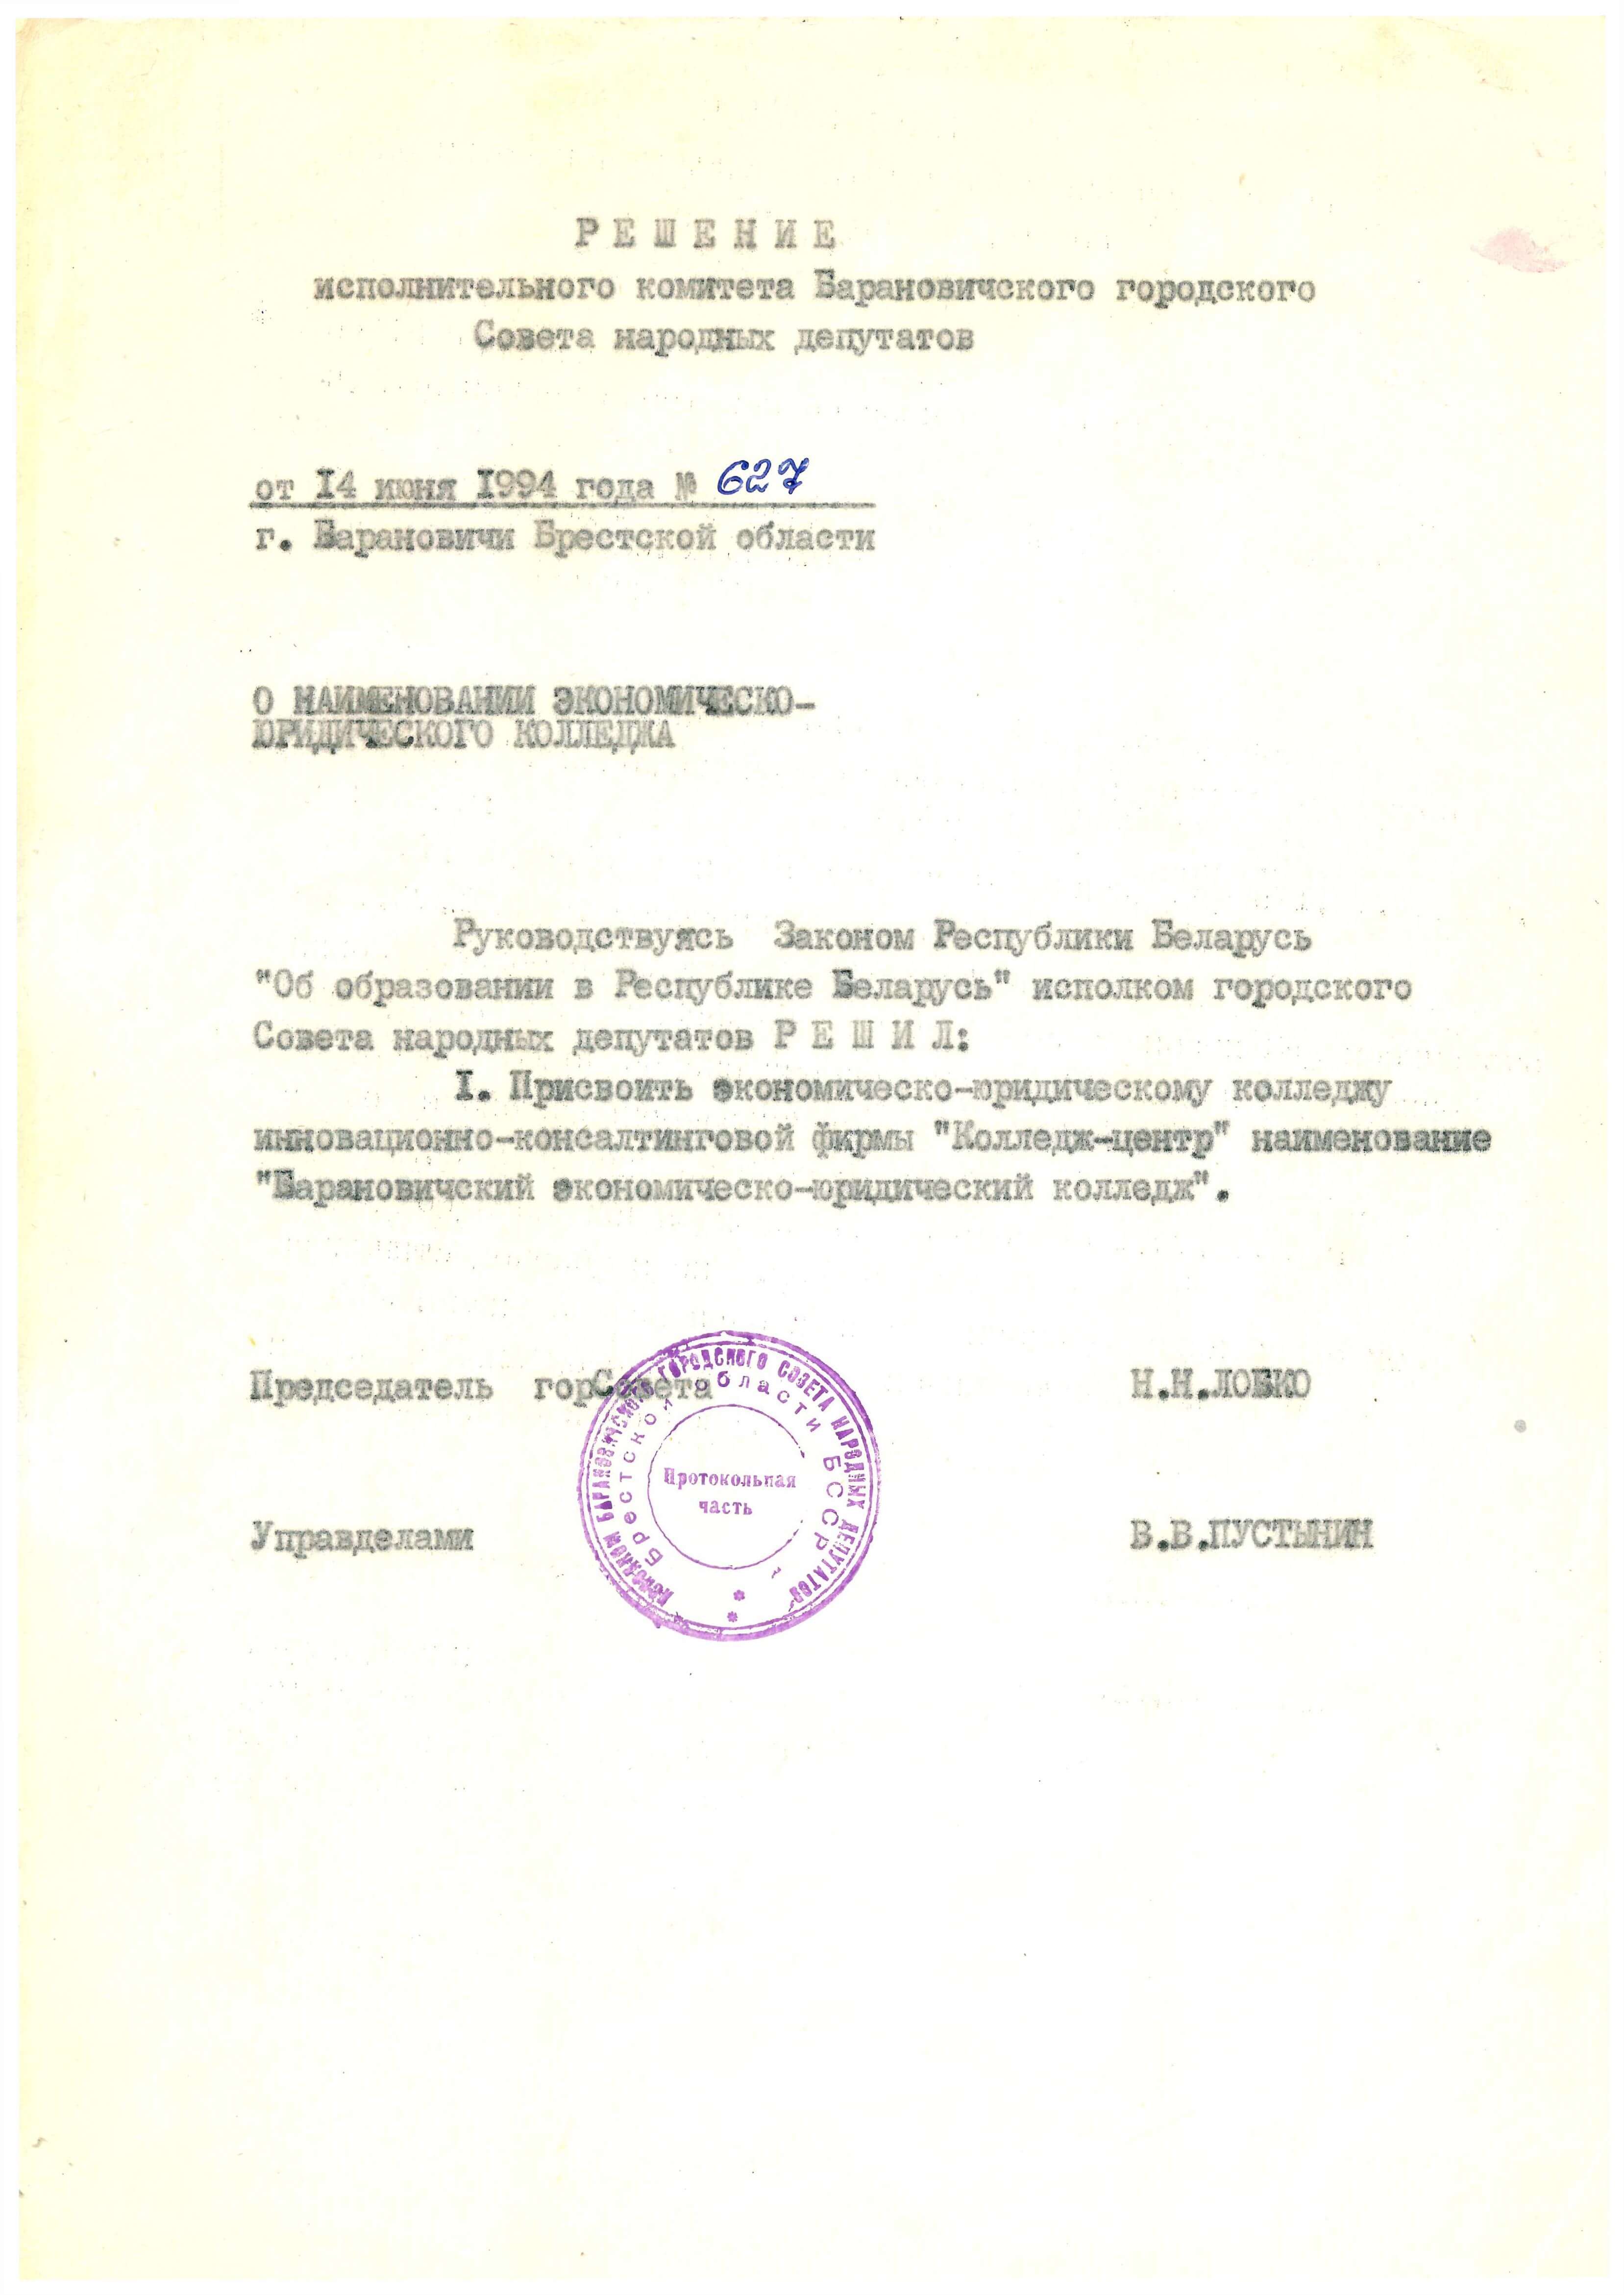 Р Е Ш Е Н И Е
исполнительного комитета Барановичского городского
Совета народных депутатов
от I4 июня I994 года № 627
г. Барановичи Брестской области
О НАИМЕНОВАНИИ ЭКОНОМИЧЕСКО-
ЮРИДИЧЕСКОГО КОЛЛЕДЖА
Руководствуясь Законом Республики Беларусь
"Об образовании в Республике Беларусь" исполком городского
Совета народных депутатов Р Е Ш И Л:
I. Присвоить экономическо-юридическому колледжу
инновационно-консалтинговой фирмы "Колледж-центр" наименование
"Барановичский экономическо-юридический колледж".
Председатель горСовета Н.Н.ЛОБКО
ИСПОЛКОМ БАРАНОВИЧСКОГО ГОРОДСКОГО СОВЕТА НАРОДНЫХ ДЕПУТАТОВ
Брестской области БССР
Протокольная
часть
Управделами В.В.ПУСТЫНИН